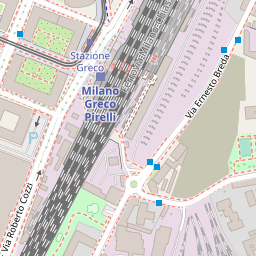 Stazione
Greco
Milano
Greco
Pirelli
Via Ernesto Breda
Via Roberto Cozzi
P